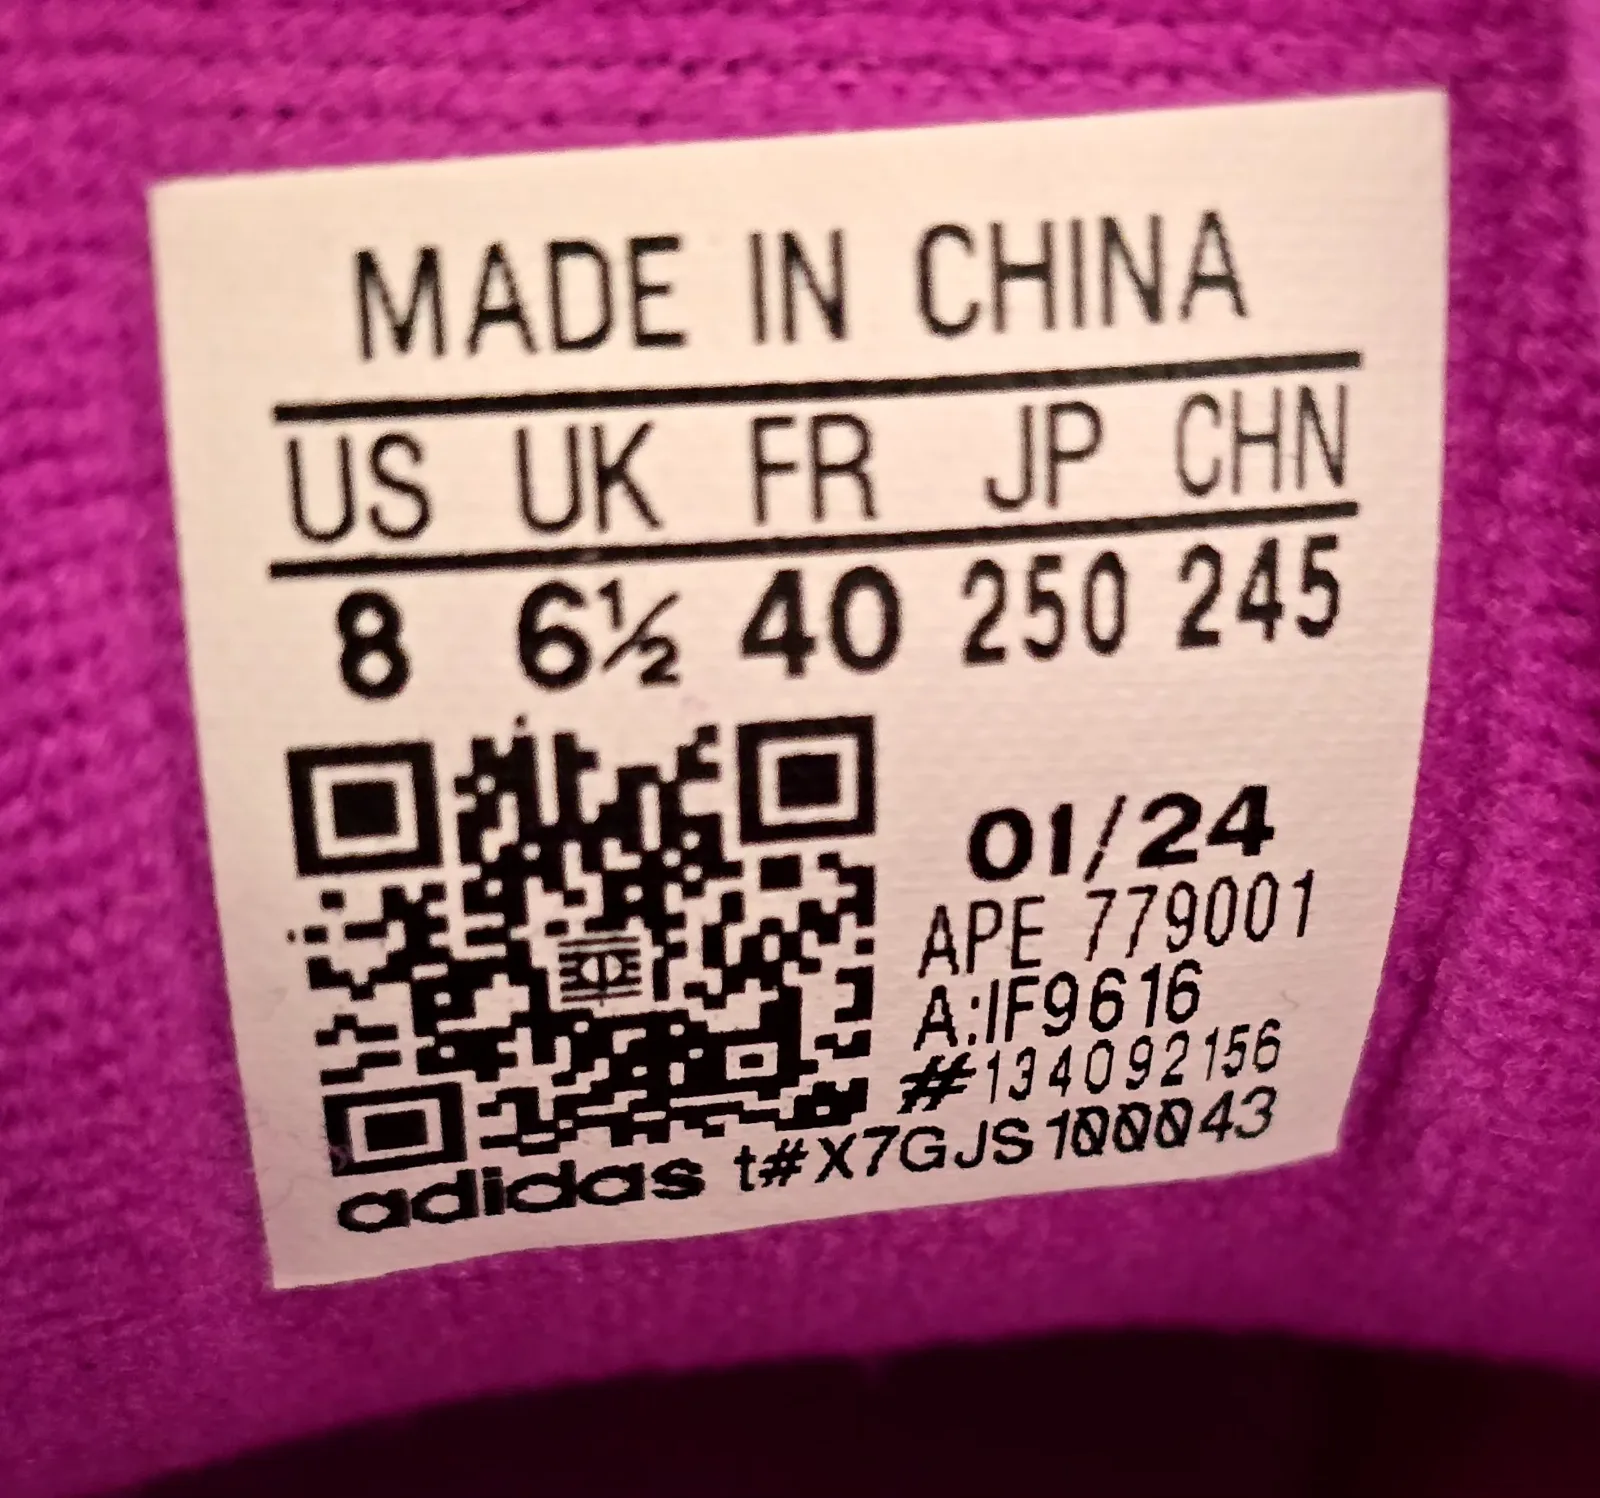 MADE IN CHINA
US UK FR JP CHN
8 6½ 40 250 245
01/24
APE 779001
A:IF9616
#134092156
adidas t#X7GJS100043